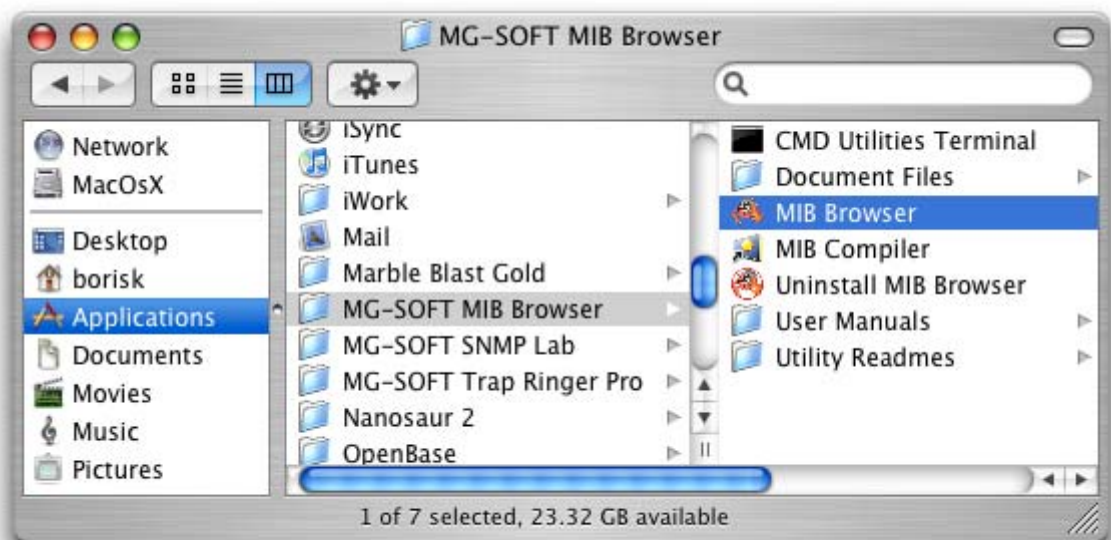 MG-SOFT MIB Browser
Network
MacOsX
Desktop
borisk
Applications
Documents
Movies
Music
Pictures
iSync
iTunes
iWork
Mail
Marble Blast Gold
MG-SOFT MIB Browser
MG-SOFT SNMP Lab
MG-SOFT Trap Ringer Pro
Nanosaur 2
OpenBase
CMD Utilities Terminal
Document Files
MIB Browser
MIB Compiler
Uninstall MIB Browser
User Manuals
Utility Readmes
1 of 7 selected, 23.32 GB available